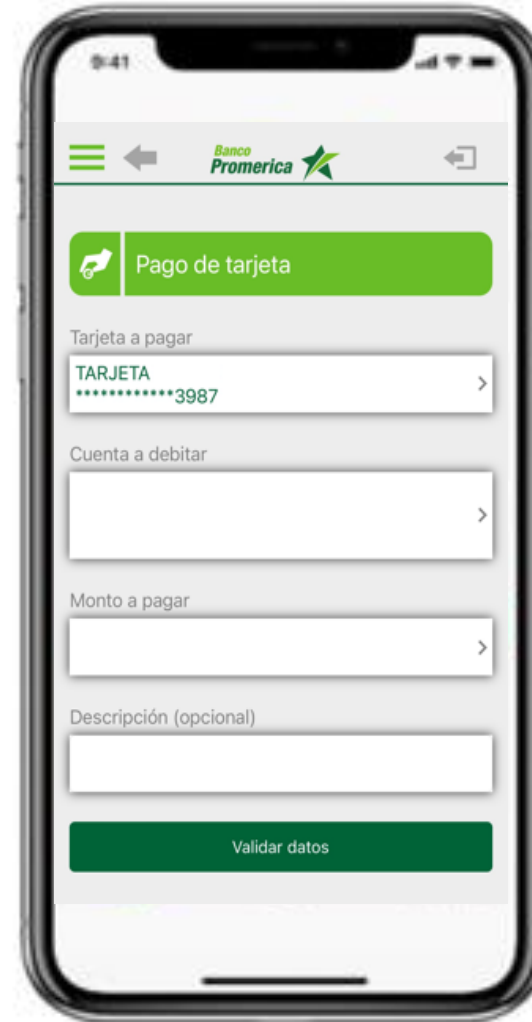 9:41
Banco
Promerica
Pago de tarjeta
Tarjeta a pagar
TARJETA
************3987
Cuenta a debitar
Monto a pagar
Descripción (opcional)
Validar datos